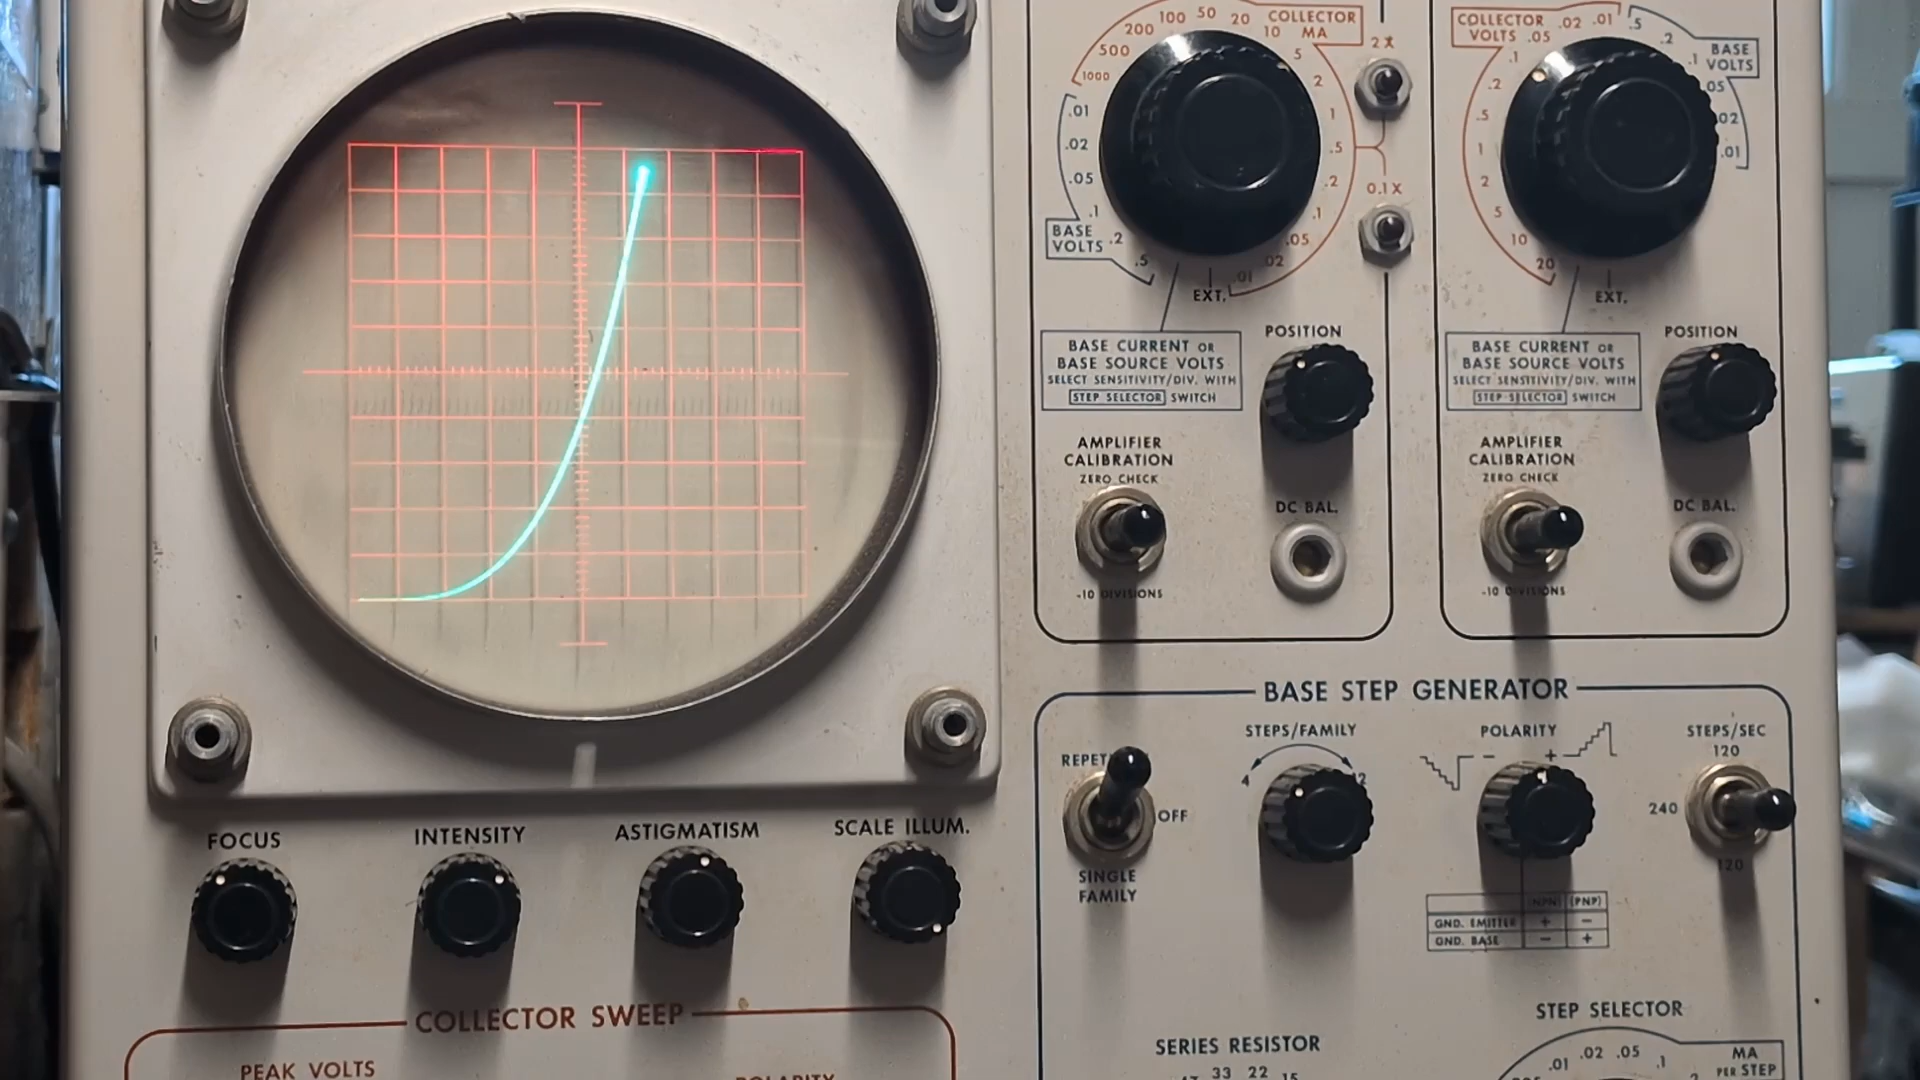 200 100 50 20 COLLECTOR
MA
10
500
5
1000
2
1
.5
.2
.1
.05
.02
.01
.01
.02
.05
.1
.2
.5
BASE
VOLTS
EXT.
2X
0.1X
BASE CURRENT OR
BASE SOURCE VOLTS
SELECT SENSITIVITY/DIV. WITH
STEP SELECTOR SWITCH
POSITION
AMPLIFIER
CALIBRATION
ZERO CHECK
-10 DIVISIONS
DC BAL.
COLLECTOR
VOLTS
.05 .02 .01
.1
.2
.5
1
2
5
10
20
.5
.2
.1
.05
.02
.01
BASE
VOLTS
EXT.
BASE CURRENT OR
BASE SOURCE VOLTS
SELECT SENSITIVITY/DIV. WITH
STEP SELECTOR SWITCH
POSITION
AMPLIFIER
CALIBRATION
ZERO CHECK
-10 DIVISIONS
DC BAL.
BASE STEP GENERATOR
OFF
SINGLE
FAMILY
STEPS/FAMILY
4
POLARITY
- +
(NPN) (PNP)
GND. EMITTER + -
GND. BASE - +
STEPS/SEC
120
240
120
FOCUS
INTENSITY
ASTIGMATISM
SCALE ILLUM.
COLLECTOR SWEEP
PEAK VOLTS
POLARITY
SERIES RESISTOR
33 22
STEP SELECTOR
.01 .02 .05 .1
MA
PER STEP